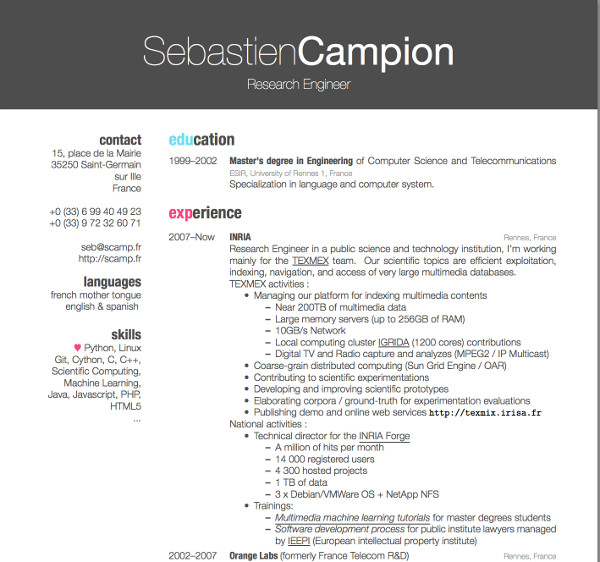 SebastienCampion
Research Engineer
contact
15, place de la Mairie
35250 Saint-Germain
sur Ille
France
+0 (33) 6 99 40 49 23
+0 (33) 9 72 32 60 71
seb@scamp.fr
http://scamp.fr
languages
french mother tongue
english & spanish
skills
♥ Python, Linux
Git, Cython, C, C++,
Scientific Computing,
Machine Learning,
Java, Javascript, PHP,
HTML5
...
education
1999–2002 Master's degree in Engineering of Computer Science and Telecommunications
ESIR, University of Rennes 1, France
Specialization in language and computer system.
experience
2007–Now INRIA Rennes, France
Research Engineer in a public science and technology institution, I'm working
mainly for the TEXMEX team. Our scientific topics are efficient exploitation,
indexing, navigation, and access of very large multimedia databases.
TEXMEX activities :
• Managing our platform for indexing multimedia contents
– Near 200TB of multimedia data
– Large memory servers (up to 256GB of RAM)
– 10GB/s Network
– Local computing cluster IGRIDA (1200 cores) contributions
– Digital TV and Radio capture and analyzes (MPEG2 / IP Multicast)
• Coarse-grain distributed computing (Sun Grid Engine / OAR)
• Contributing to scientific experimentations
• Developing and improving scientific prototypes
• Elaborating corpora / ground-truth for experimentation evaluations
• Publishing demo and online web services http://texmix.irisa.fr
National activities :
• Technical director for the INRIA Forge
– A million of hits per month
– 14 000 registered users
– 4 300 hosted projects
– 1 TB of data
– 3 x Debian/VMWare OS + NetApp NFS
• Trainings:
– Multimedia machine learning tutorials for master degrees students
– Software development process for public institute lawyers managed
by IEEPI (European intellectual property institute)
2002–2007 Orange Labs (formerly France Telecom R&D) Rennes, France